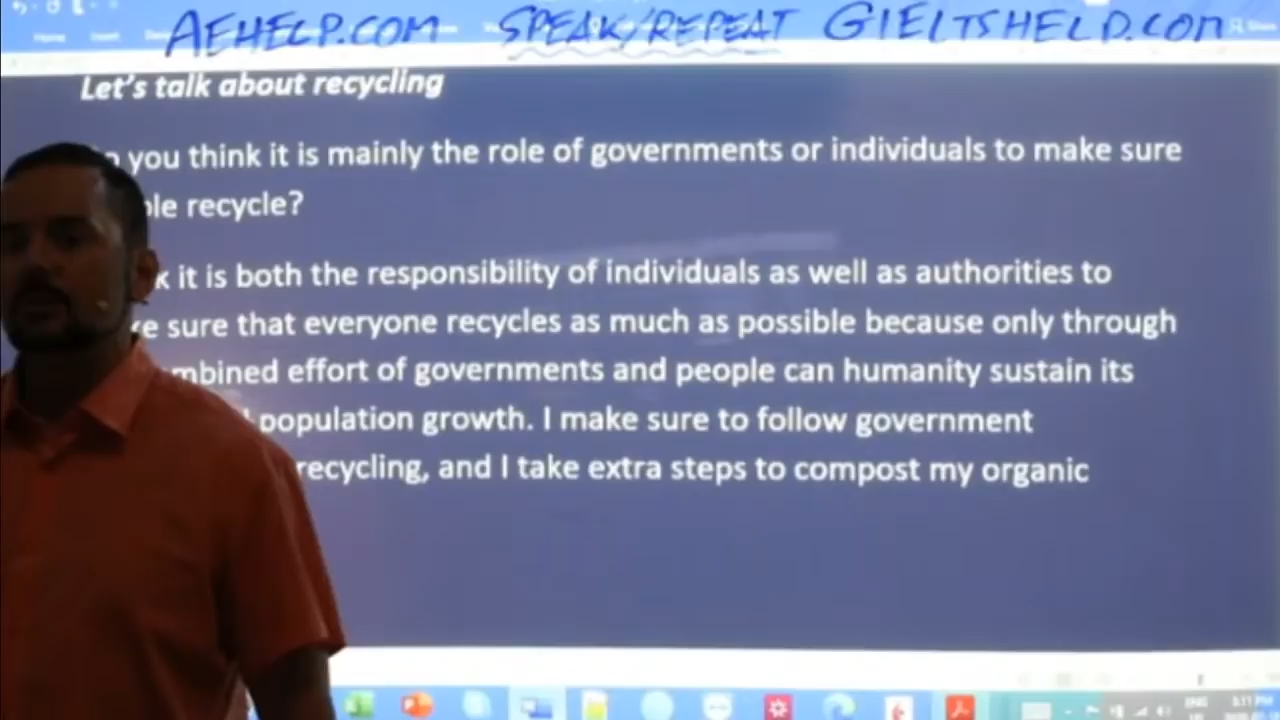 AEHELP.COM SPEAK/REPEAT GIELTSHELP.COM
Let's talk about recycling
you think it is mainly the role of governments or individuals to make sure
recycle?
it is both the responsibility of individuals as well as authorities to
sure that everyone recycles as much as possible because only through
effort of governments and people can humanity sustain its
population growth. I make sure to follow government
recycling, and I take extra steps to compost my organic